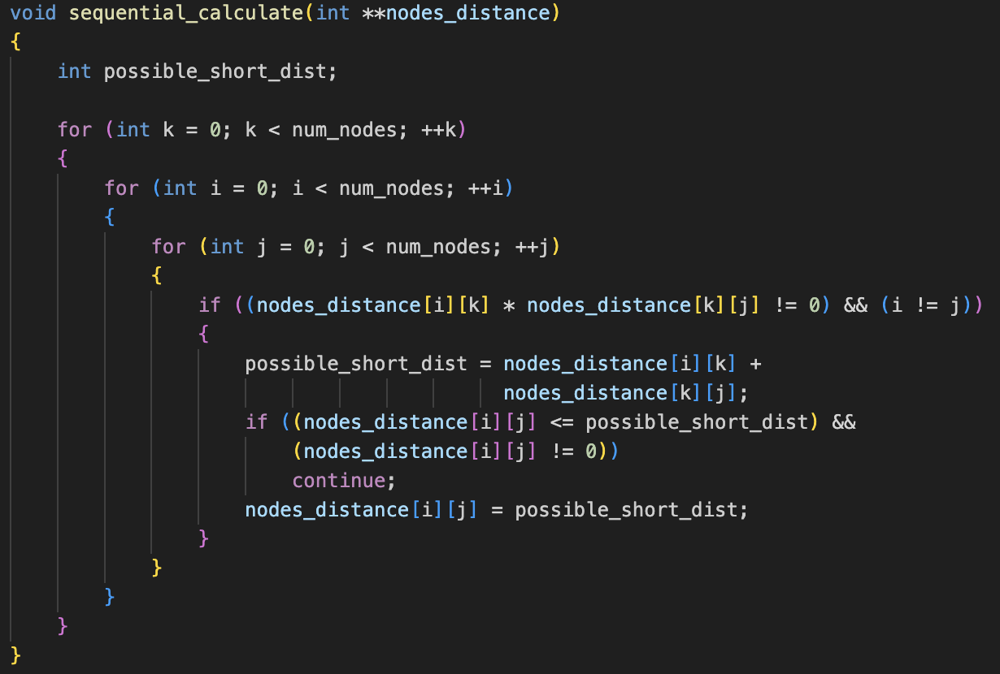 void sequential_calculate(int **nodes_distance)
{
    int possible_short_dist;

    for (int k = 0; k < num_nodes; ++k)
    {
        for (int i = 0; i < num_nodes; ++i)
        {
            for (int j = 0; j < num_nodes; ++j)
            {
                if ((nodes_distance[i][k] * nodes_distance[k][j] != 0) && (i != j))
                {
                    possible_short_dist = nodes_distance[i][k] +
                                          nodes_distance[k][j];
                    if ((nodes_distance[i][j] <= possible_short_dist) &&
                        (nodes_distance[i][j] != 0))
                        continue;
                    nodes_distance[i][j] = possible_short_dist;
                }
            }
        }
    }
}